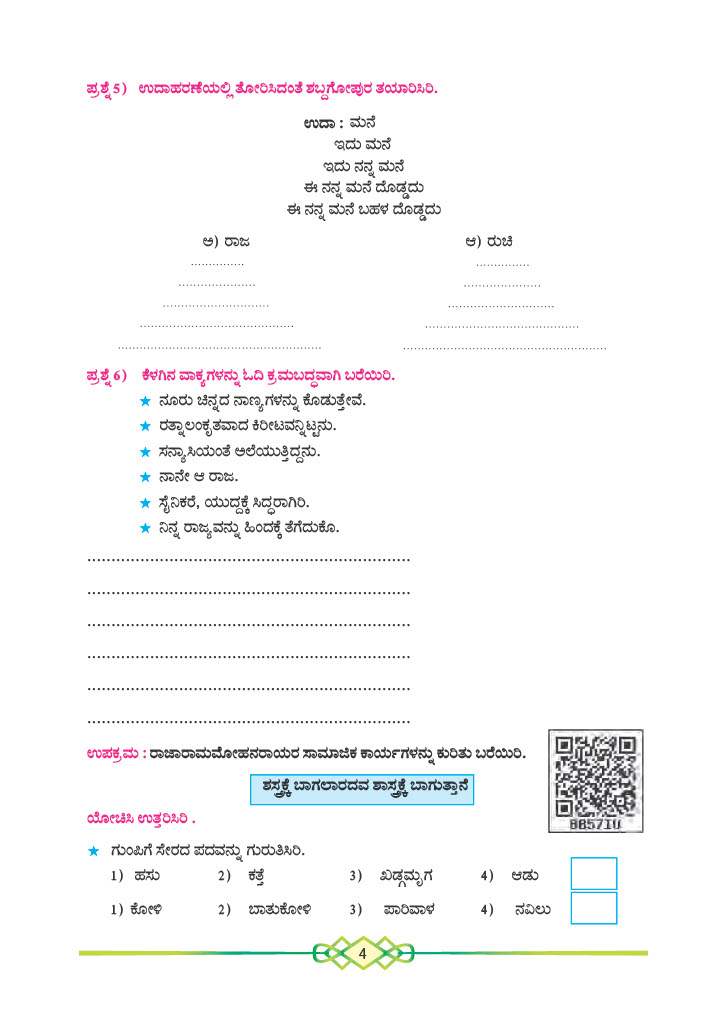 ಪ್ರಶ್ನೆ 5) ಉದಾಹರಣೆಯಲ್ಲಿ ತೋರಿಸಿದಂತೆ ಶಬ್ದಗೋಪುರ ತಯಾರಿಸಿರಿ.
ಉದಾ : ಮನೆ
ಇದು ಮನೆ
ಇದು ನನ್ನ ಮನೆ
ಈ ನನ್ನ ಮನೆ ದೊಡ್ಡದು
ಈ ನನ್ನ ಮನೆ ಬಹಳ ದೊಡ್ಡದು
ಅ) ರಾಜ ಆ) ರುಚಿ
............... ...............
..................... .....................
............................. .............................
.......................................... ..........................................
........................................................ ........................................................
ಪ್ರಶ್ನೆ 6) ಕೆಳಗಿನ ವಾಕ್ಯಗಳನ್ನು ಓದಿ ಕ್ರಮಬದ್ಧವಾಗಿ ಬರೆಯಿರಿ.
★ ನೂರು ಚಿನ್ನದ ನಾಣ್ಯಗಳನ್ನು ಕೊಡುತ್ತೇವೆ.
★ ರತ್ನಾಲಂಕೃತವಾದ ಕಿರೀಟವನ್ನಿಟ್ಟನು.
★ ಸನ್ಯಾಸಿಯಂತೆ ಅಲೆಯುತ್ತಿದ್ದನು.
★ ನಾನೇ ಆ ರಾಜ.
★ ಸೈನಿಕರೆ, ಯುದ್ದಕ್ಕೆ ಸಿದ್ಧರಾಗಿರಿ.
★ ನಿನ್ನ ರಾಜ್ಯವನ್ನು ಹಿಂದಕ್ಕೆ ತೆಗೆದುಕೊ.
...................................................................
...................................................................
...................................................................
...................................................................
...................................................................
...................................................................
ಉಪಕ್ರಮ : ರಾಜಾರಾಮಮೋಹನರಾಯರ ಸಾಮಾಜಿಕ ಕಾರ್ಯಗಳನ್ನು ಕುರಿತು ಬರೆಯಿರಿ.
ಶಸ್ತ್ರಕ್ಕೆ ಬಾಗಲಾರದವ ಶಾಸ್ತ್ರಕ್ಕೆ ಬಾಗುತ್ತಾನೆ
BB57IU
ಯೋಚಿಸಿ ಉತ್ತರಿಸಿರಿ .
★ ಗುಂಪಿಗೆ ಸೇರದ ಪದವನ್ನು ಗುರುತಿಸಿರಿ.
1) ಹಸು 2) ಕತ್ತೆ 3) ಖಡ್ಗಮೃಗ 4) ಆಡು
1) ಕೋಳಿ 2) ಬಾತುಕೋಳಿ 3) ಪಾರಿವಾಳ 4) ನವಿಲು
4